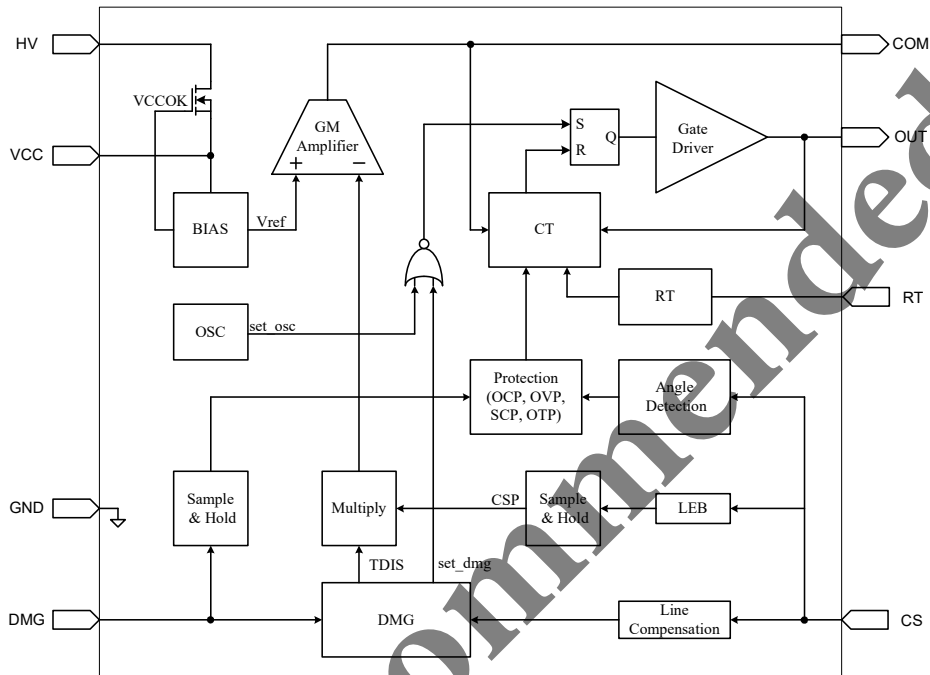 HV
COM
VCCOK
GM
Amplifier
+
−
S
R
Q
Gate
Driver
OUT
VCC
BIAS
Vref
CT
RT
RT
OSC
set_osc
Protection
(OCP, OVP,
SCP, OTP)
Angle
Detection
GND
Sample
& Hold
Multiply
CSP
Sample
& Hold
LEB
TDIS
set_dmg
DMG
DMG
Line
Compensation
CS
ommended